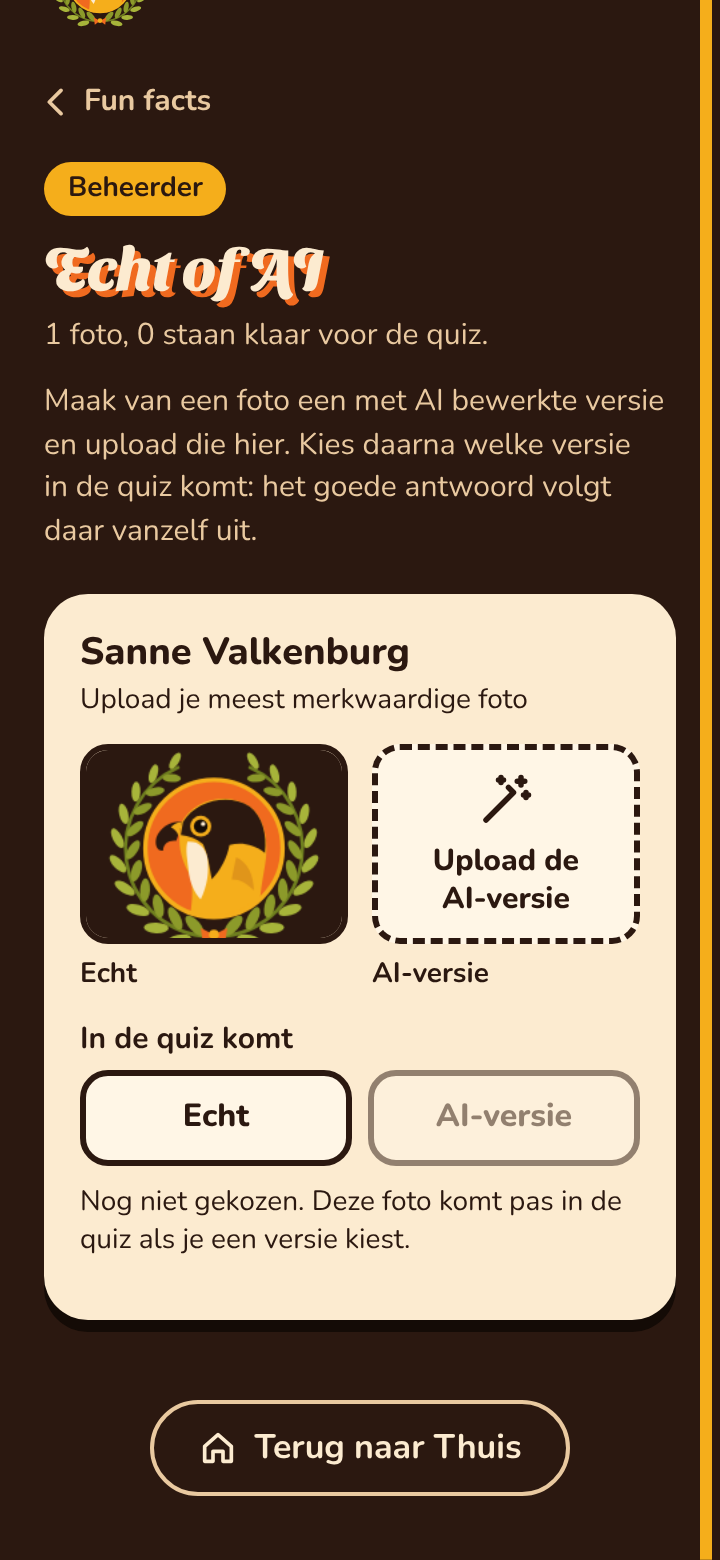 Fun facts
Beheerder
Echt of AI
1 foto, 0 staan klaar voor de quiz.
Maak van een foto een met AI bewerkte versie
en upload die hier. Kies daarna welke versie
in de quiz komt: het goede antwoord volgt
daar vanzelf uit.
Sanne Valkenburg
Upload je meest merkwaardige foto
Upload de
AI-versie
Echt
AI-versie
In de quiz komt
Echt
AI-versie
Nog niet gekozen. Deze foto komt pas in de
quiz als je een versie kiest.
Terug naar Thuis